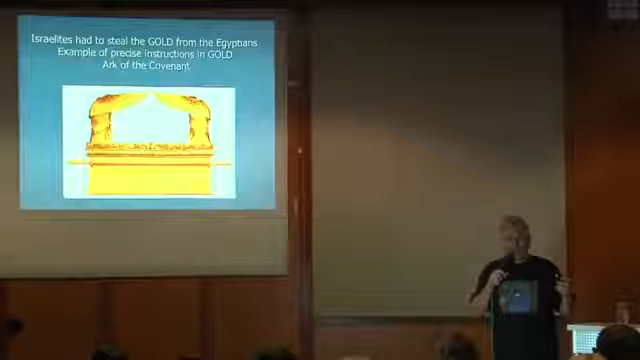 Israelites had to steal the GOLD from the Egyptians
Example of precise instructions in GOLD
Ark of the Covenant